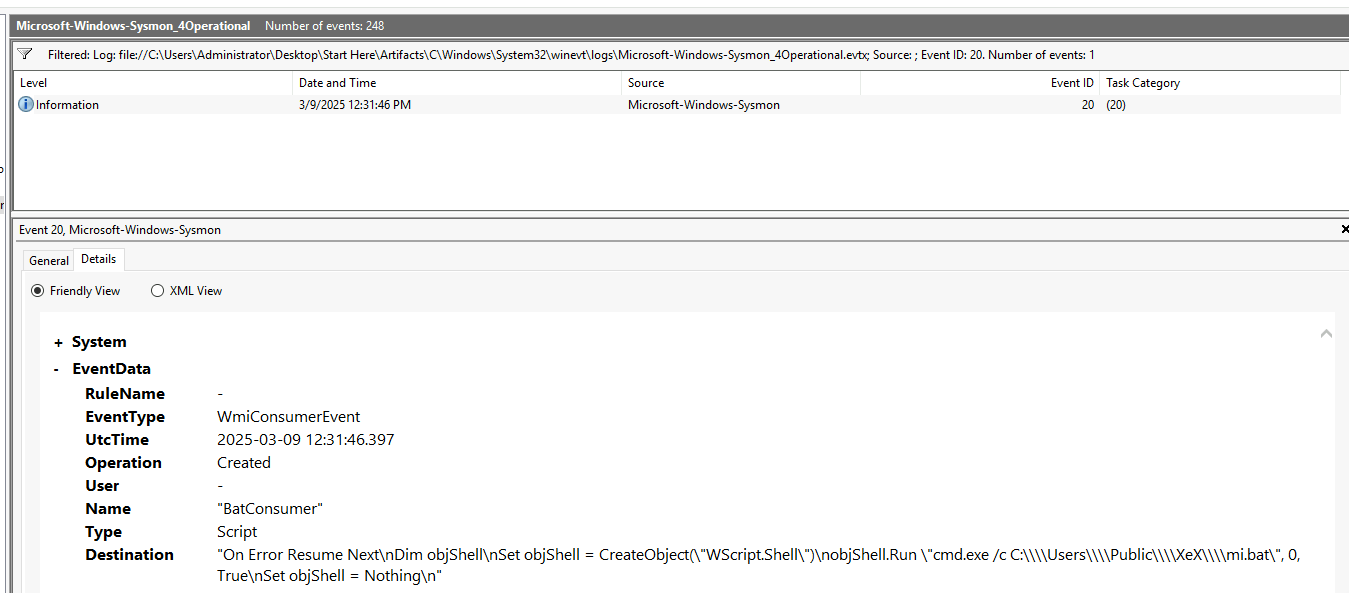 Microsoft-Windows-Sysmon_4Operational Number of events: 248
Filtered: Log: file://C:\Users\Administrator\Desktop\Start Here\Artifacts\C\Windows\System32\winevt\logs\Microsoft-Windows-Sysmon_4Operational.evtx; Source: ; Event ID: 20. Number of events: 1
Level Date and Time Source Event ID Task Category
Information 3/9/2025 12:31:46 PM Microsoft-Windows-Sysmon 20 (20)
Event 20, Microsoft-Windows-Sysmon
General Details
Friendly View XML View
+ System
- EventData
RuleName -
EventType WmiConsumerEvent
UtcTime 2025-03-09 12:31:46.397
Operation Created
User -
Name "BatConsumer"
Type Script
Destination "On Error Resume Next\nDim objShell\nSet objShell = CreateObject(\"WScript.Shell\")\nobjShell.Run \"cmd.exe /c C:\\\\Users\\\\Public\\\\XeX\\\\mi.bat\", 0,
True\nSet objShell = Nothing\n"